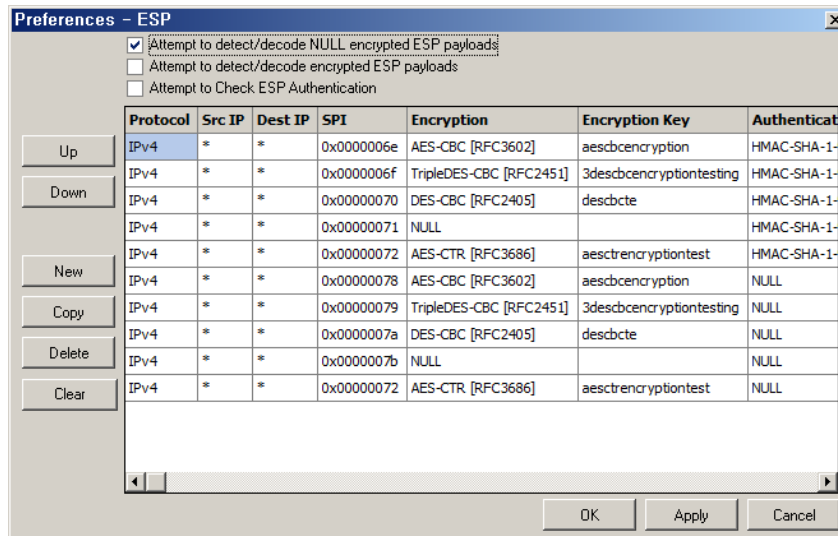 Preferences - ESP
Attempt to detect/decode NULL encrypted ESP payloads
Attempt to detect/decode encrypted ESP payloads
Attempt to Check ESP Authentication
Protocol Src IP Dest IP SPI Encryption Encryption Key Authenticat
IPv4 * * 0x0000006e AES-CBC [RFC3602] aescbcencryption HMAC-SHA-1-
IPv4 * * 0x0000006f TripleDES-CBC [RFC2451] 3descbcencryptiontesting HMAC-SHA-1-
IPv4 * * 0x00000070 DES-CBC [RFC2405] descbcte HMAC-SHA-1-
IPv4 * * 0x00000071 NULL HMAC-SHA-1-
IPv4 * * 0x00000072 AES-CTR [RFC3686] aesctrencryptiontest HMAC-SHA-1-
IPv4 * * 0x00000078 AES-CBC [RFC3602] aescbcencryption NULL
IPv4 * * 0x00000079 TripleDES-CBC [RFC2451] 3descbcencryptiontesting NULL
IPv4 * * 0x0000007a DES-CBC [RFC2405] descbcte NULL
IPv4 * * 0x0000007b NULL NULL
IPv4 * * 0x00000072 AES-CTR [RFC3686] aesctrencryptiontest NULL
Up
Down
New
Copy
Delete
Clear
OK Apply Cancel